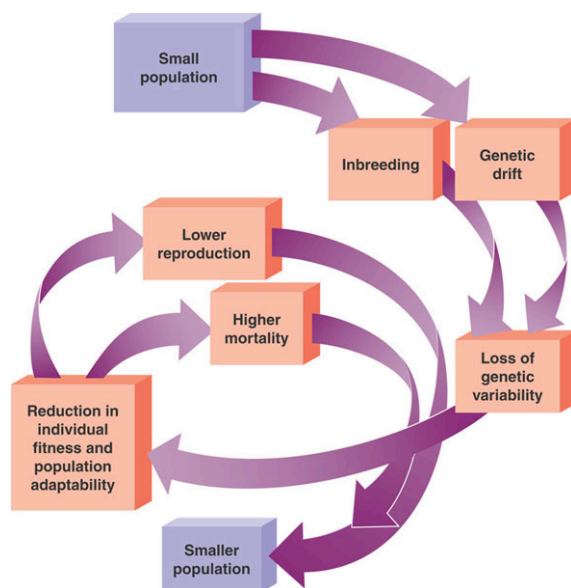 Small
population
Inbreeding
Genetic
drift
Lower
reproduction
Higher
mortality
Loss of
genetic
variability
Reduction in
individual
fitness and
population
adaptability
Smaller
population